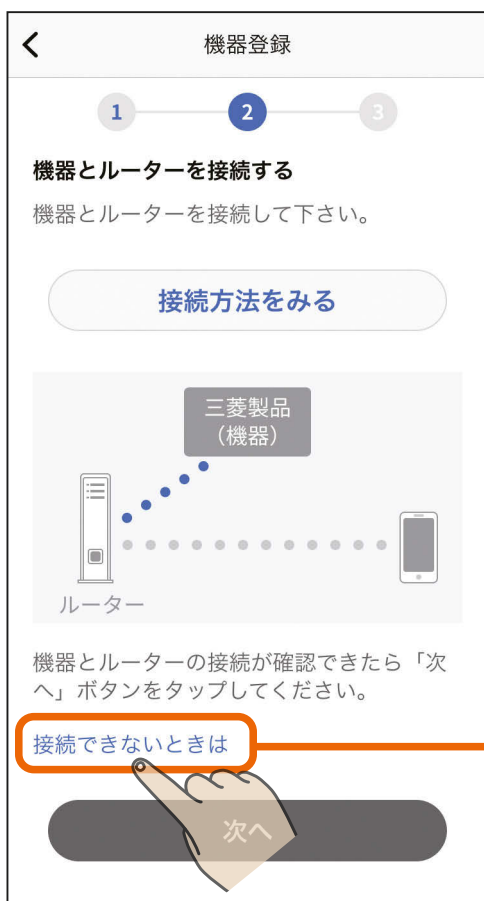 機器登録
1 2 3
機器とルーターを接続する
機器とルーターを接続して下さい。
接続方法をみる
三菱製品
（機器）
ルーター
機器とルーターの接続が確認できたら「次
へ」ボタンをタップしてください。
接続できないときは
次へ